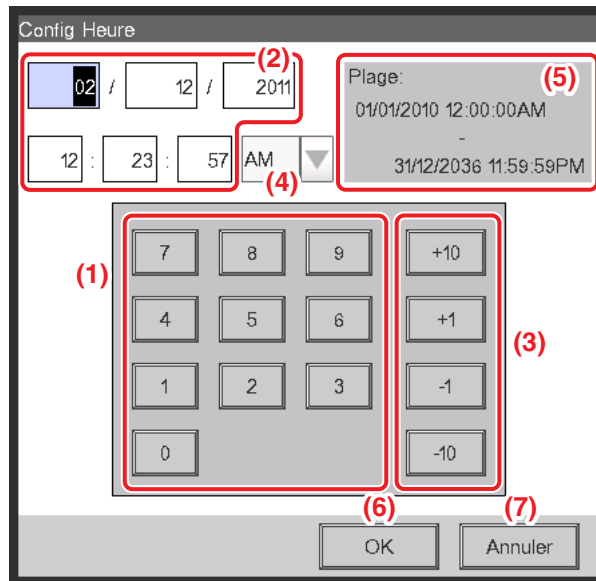 Config Heure
(2)
02 / 12 / 2011
12 : 23 : 57 AM
(4)
Plage: (5)
01/01/2010 12:00:00AM
-
31/12/2036 11:59:59PM
(1)
7 8 9 +10
4 5 6 +1
(3)
1 2 3 -1
0 -10
(6) (7)
OK Annuler